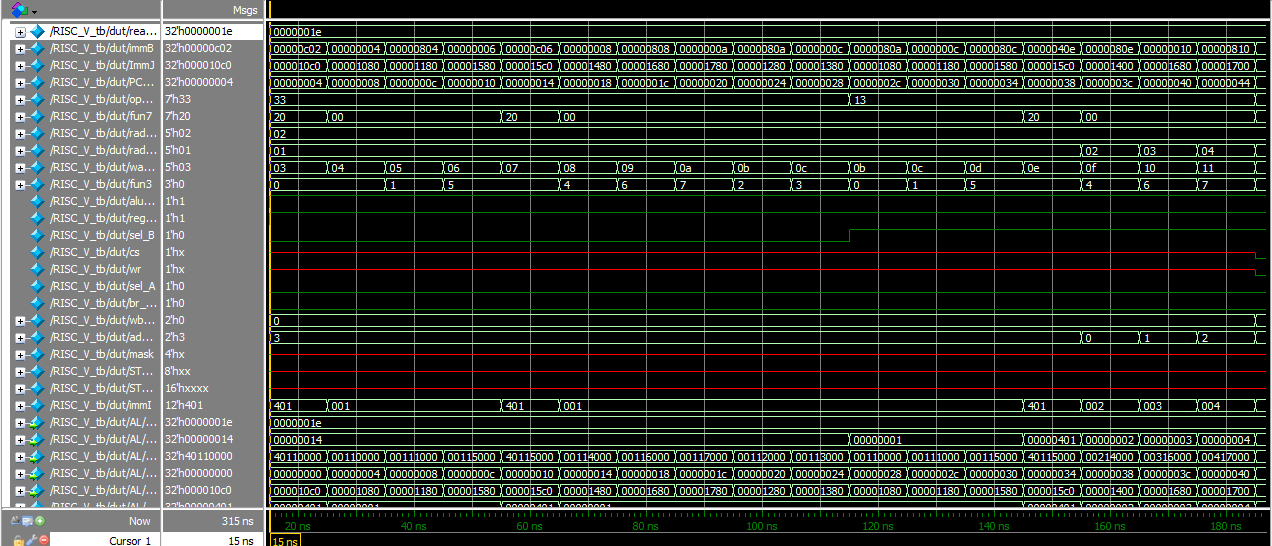 Msgs
/RISC_V_tb/dut/rea... 32'h0000001e 0000001e
/RISC_V_tb/dut/immB 32'h00000c02 00000c02 00000004 00000804 00000006 00000c06 00000008 00000808 0000000a 0000080a 0000000c 0000080a 0000000c 0000080c 0000040e 0000080e 00000010 00000810
/RISC_V_tb/dut/ImmJ 32'h000010c0 000010c0 00001080 00001180 00001580 000015c0 00001480 00001680 00001780 00001280 00001380 00001080 00001180 00001580 000015c0 00001400 00001680 00001700
/RISC_V_tb/dut/PC... 32'h00000004 00000004 00000008 0000000c 00000010 00000014 00000018 0000001c 00000020 00000024 00000028 0000002c 00000030 00000034 00000038 0000003c 00000040 00000044
/RISC_V_tb/dut/op... 7'h33 33 13
/RISC_V_tb/dut/fun7 7'h20 20 00 20 00 20 00
/RISC_V_tb/dut/rad... 5'h02 02
/RISC_V_tb/dut/rad... 5'h01 01 02 03 04
/RISC_V_tb/dut/wa... 5'h03 03 04 05 06 07 08 09 0a 0b 0c 0b 0c 0d 0e 0f 10 11
/RISC_V_tb/dut/fun3 3'h0 0 1 5 4 6 7 2 3 0 1 5 4 6 7
/RISC_V_tb/dut/alu... 1'h1
/RISC_V_tb/dut/reg... 1'h1
/RISC_V_tb/dut/sel_B 1'h0
/RISC_V_tb/dut/cs 1'hx
/RISC_V_tb/dut/wr 1'hx
/RISC_V_tb/dut/sel_A 1'h0
/RISC_V_tb/dut/br_... 1'h0
/RISC_V_tb/dut/wb... 2'h0 0
/RISC_V_tb/dut/ad... 2'h3 3 0 1 2
/RISC_V_tb/dut/mask 4'hx
/RISC_V_tb/dut/ST... 8'hxx
/RISC_V_tb/dut/ST... 16'hxxxx
/RISC_V_tb/dut/immI 12'h401 401 001 401 001 401 002 003 004
/RISC_V_tb/dut/AL/... 32'h0000001e 0000001e
/RISC_V_tb/dut/AL/... 32'h00000014 00000014 00000001 00000401 00000002 00000003 00000004
/RISC_V_tb/dut/AL/... 32'h40110000 40110000 00110000 00111000 00115000 40115000 00114000 00116000 00117000 00112000 00113000 00110000 00111000 00115000 40115000 00214000 00316000 00417000
/RISC_V_tb/dut/AL/... 32'h00000000 00000000 00000004 00000008 0000000c 00000010 00000014 00000018 0000001c 00000020 00000024 00000028 0000002c 00000030 00000034 00000038 0000003c 00000040
/RISC_V_tb/dut/AL/... 32'h000010c0 000010c0 00001080 00001180 00001580 000015c0 00001480 00001680 00001780 00001280 00001380 00001080 00001180 00001580 000015c0 00001400 00001680 00001700
Now 315 ns 20 ns 40 ns 60 ns 80 ns 100 ns 120 ns 140 ns 160 ns 180 ns
Cursor 1 15 ns 15 ns